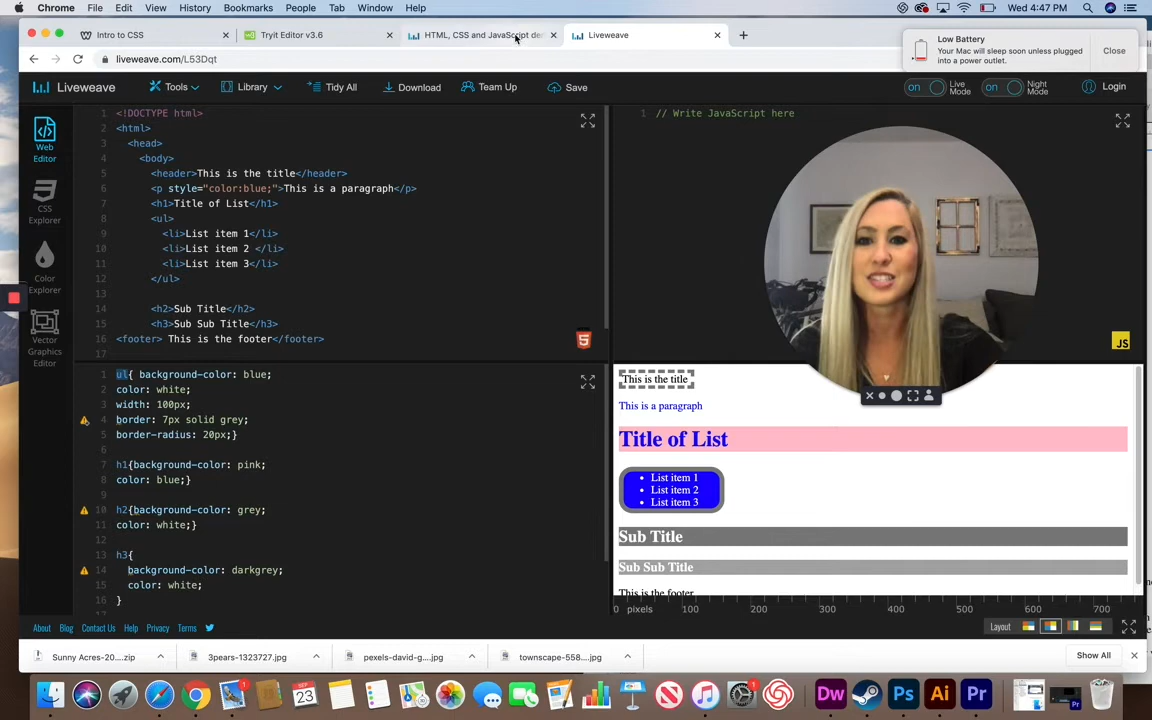 Chrome File Edit View History Bookmarks People Tab Window Help
Wed 4:47 PM
Intro to CSS
Tryit Editor v3.6
HTML, CSS and JavaScript de
Liveweave
liveweave.com/L53Dqt
Low Battery
Your Mac will sleep soon unless plugged
into a power outlet.
Close
Liveweave
Tools
Library
Tidy All
Download
Team Up
Save
on Live Mode
on Night Mode
Login
Web Editor
CSS Explorer
Color Explorer
Vector Graphics Editor
1 <!DOCTYPE html>
2 <html>
3 <head>
4 <body>
5 <header>This is the title</header>
6 <p style="color:blue;">This is a paragraph</p>
7 <h1>Title of List</h1>
8 <ul>
9 <li>List item 1</li>
10 <li>List item 2 </li>
11 <li>List item 3</li>
12 </ul>
13
14 <h2>Sub Title</h2>
15 <h3>Sub Sub Title</h3>
16 <footer> This is the footer</footer>
17
1 // Write JavaScript here
JS
1 ul{ background-color: blue;
2 color: white;
3 width: 100px;
4 border: 7px solid grey;
5 border-radius: 20px;}
6
7 h1{background-color: pink;
8 color: blue;}
9
10 h2{background-color: grey;
11 color: white;}
12
13 h3{
14 background-color: darkgrey;
15 color: white;
16 }
This is the title
This is a paragraph
Title of List
List item 1
List item 2
List item 3
Sub Title
Sub Sub Title
This is the footer
0 pixels 100 200 300 400 500 600 700
About Blog Contact Us Help Privacy Terms
Layout
Sunny Acres-20....zip
3pears-1323727.jpg
pexels-david-g....jpg
townscape-558....jpg
Show All
SEP
23
1
1
Dw
Ps
Ai
Pr